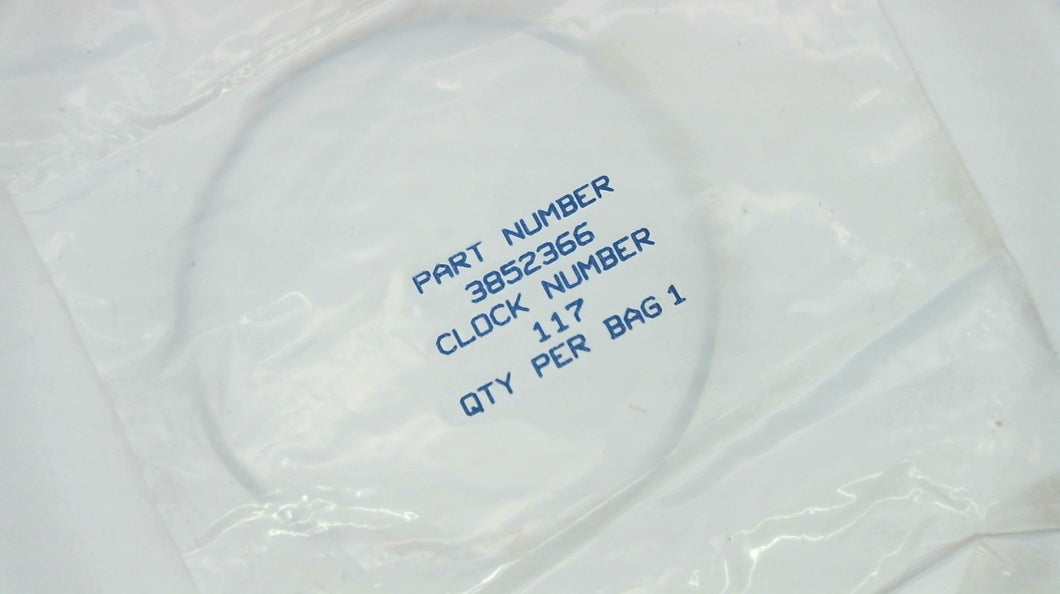 PART NUMBER
3852366
CLOCK NUMBER
117
QTY PER BAG 1